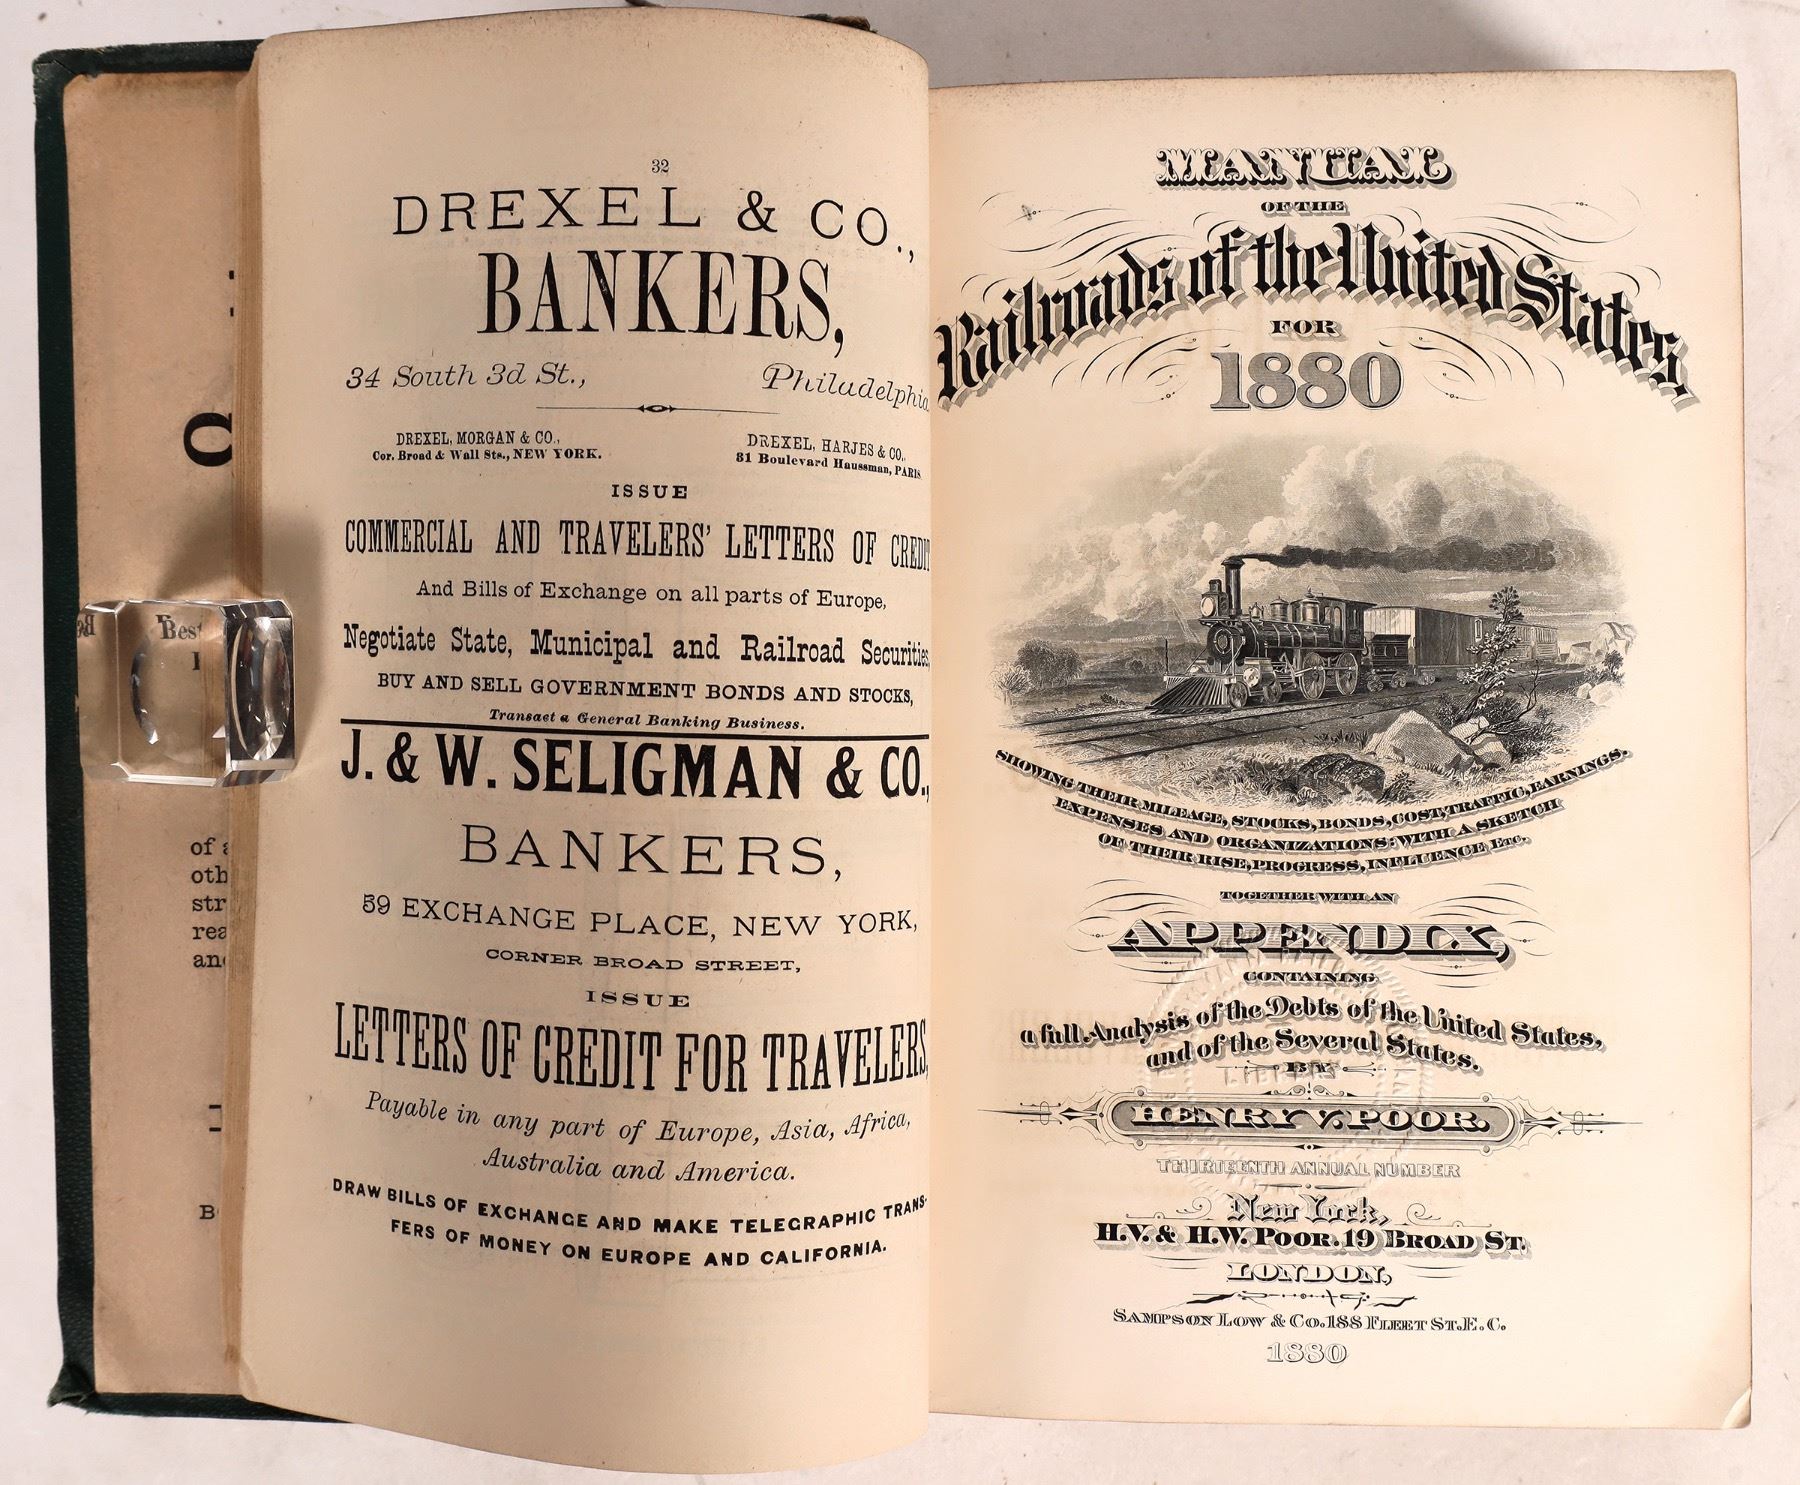 Best
of
oth
str
rea
32
DREXEL & CO.,
BANKERS,
34 South 3d St., Philadelphia
DREXEL, MORGAN & CO., DREXEL, HARJES & CO.,
Cor. Broad & Wall Sts., NEW YORK. 31 Boulevard Haussman, PARIS
ISSUE
COMMERCIAL AND TRAVELERS' LETTERS OF CREDIT
And Bills of Exchange on all parts of Europe,
Negotiate State, Municipal and Railroad Securities,
BUY AND SELL GOVERNMENT BONDS AND STOCKS,
Transact a General Banking Business.
J. & W. SELIGMAN & CO.,
BANKERS,
59 EXCHANGE PLACE, NEW YORK,
CORNER BROAD STREET,
ISSUE
LETTERS OF CREDIT FOR TRAVELERS,
Payable in any part of Europe, Asia, Africa,
Australia and America.
DRAW BILLS OF EXCHANGE AND MAKE TELEGRAPHIC TRANS-
FERS OF MONEY ON EUROPE AND CALIFORNIA.
MANUAL
OF THE
Railroads of the United States,
FOR
1880
SHOWING THEIR MILEAGE, STOCKS, BONDS, COST, TRAFFIC, EARNINGS.
EXPENSES AND ORGANIZATIONS: WITH A SKETCH
OF THEIR RISE, PROGRESS, INFLUENCE Etc.
TOGETHER WITH AN
APPENDIX,
CONTAINING
a full Analysis of the Debts of the United States,
and of the Several States.
BY
HENRY V. POOR.
THIRTEENTH ANNUAL NUMBER
New York,
H.V. & H.W. POOR. 19 BROAD ST.
LONDON,
SAMPSON LOW & CO. 188 FLEET ST. E. C.
1880